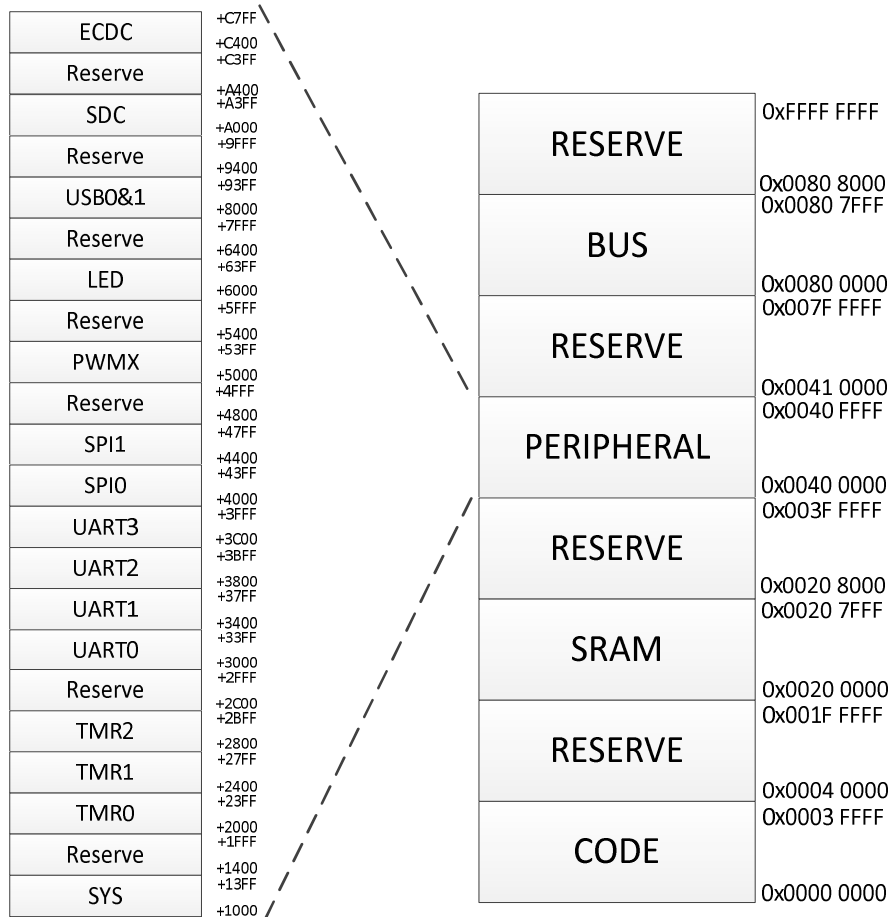 ECDC
+C7FF
+C400
Reserve
+C3FF
+A400
SDC
+A3FF
+A000
Reserve
+9FFF
+9400
USB0&1
+93FF
+8000
Reserve
+7FFF
+6400
LED
+63FF
+6000
Reserve
+5FFF
+5400
PWMX
+53FF
+5000
Reserve
+4FFF
+4800
SPI1
+47FF
+4400
SPI0
+43FF
+4000
UART3
+3FFF
+3C00
UART2
+3BFF
+3800
UART1
+37FF
+3400
UART0
+33FF
+3000
Reserve
+2FFF
+2C00
TMR2
+2BFF
+2800
TMR1
+27FF
+2400
TMR0
+23FF
+2000
Reserve
+1FFF
+1400
SYS
+13FF
+1000
RESERVE
0xFFFF FFFF
0x0080 8000
BUS
0x0080 7FFF
0x0080 0000
RESERVE
0x007F FFFF
0x0041 0000
PERIPHERAL
0x0040 FFFF
0x0040 0000
RESERVE
0x003F FFFF
0x0020 8000
SRAM
0x0020 7FFF
0x0020 0000
RESERVE
0x001F FFFF
0x0004 0000
CODE
0x0003 FFFF
0x0000 0000